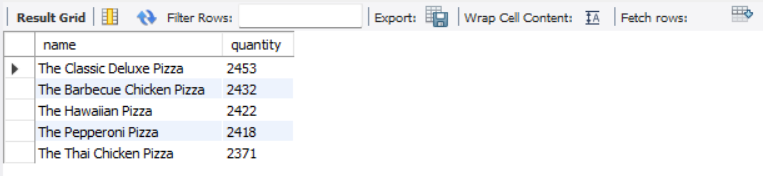 Result Grid Filter Rows: Export: Wrap Cell Content: IA Fetch rows:
name quantity
The Classic Deluxe Pizza 2453
The Barbecue Chicken Pizza 2432
The Hawaiian Pizza 2422
The Pepperoni Pizza 2418
The Thai Chicken Pizza 2371